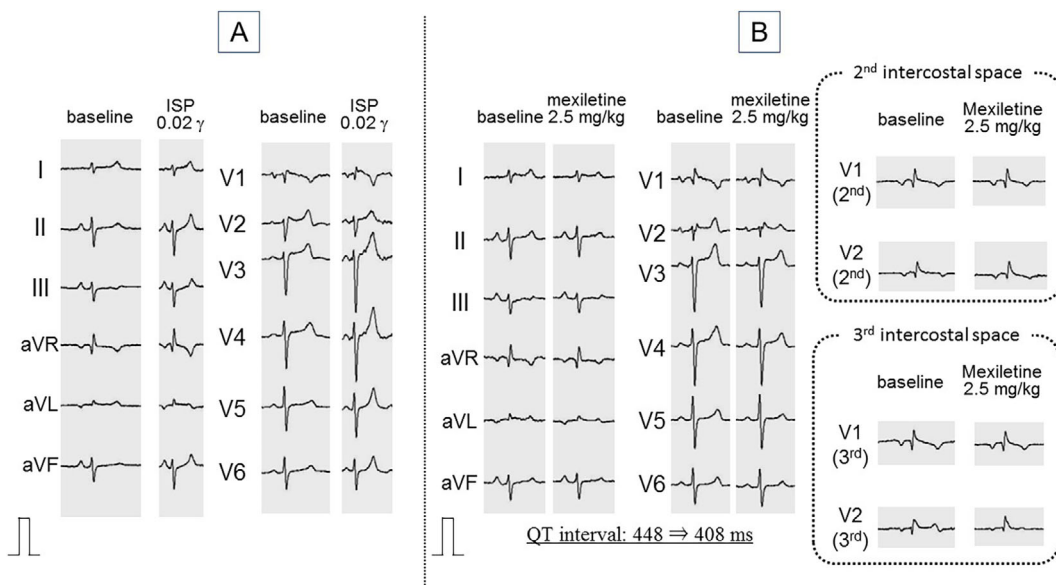 A
baseline
ISP
0.02 γ
baseline
ISP
0.02 γ
I
II
III
aVR
aVL
aVF
V1
V2
V3
V4
V5
V6
B
baseline
mexiletine
2.5 mg/kg
baseline
mexiletine
2.5 mg/kg
I
II
III
aVR
aVL
aVF
V1
V2
V3
V4
V5
V6
QT interval: 448 ⇒ 408 ms
2nd intercostal space
baseline
Mexiletine
2.5 mg/kg
V1
(2nd)
V2
(2nd)
3rd intercostal space
baseline
Mexiletine
2.5 mg/kg
V1
(3rd)
V2
(3rd)